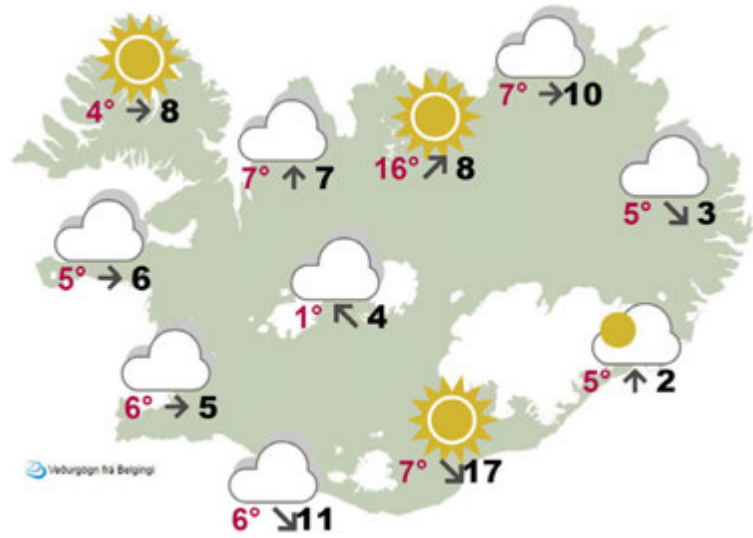 4° → 8
7° → 10
7° ↑ 7
16° ↗ 8
5° ↘ 3
5° → 6
1° ↖ 4
5° ↑ 2
6° → 5
7° ↘ 17
Veðurgögn frá Belgingi
6° ↘ 11